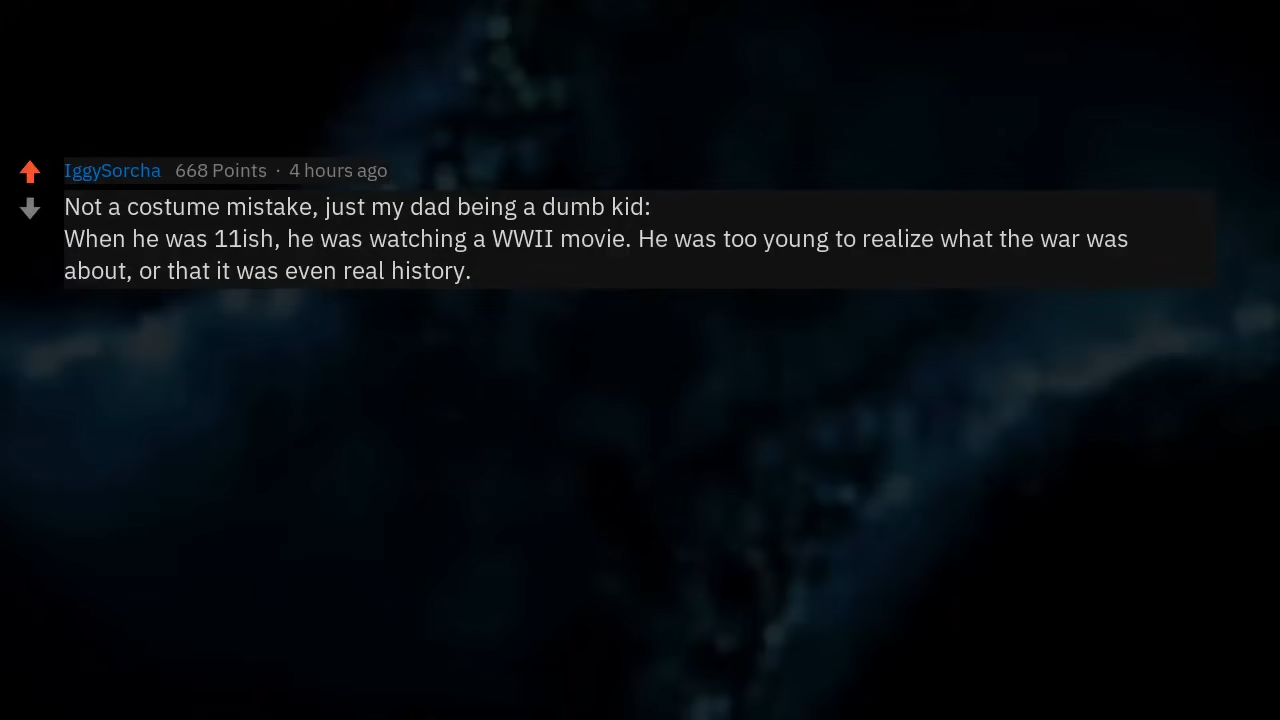 IggySorcha 668 Points · 4 hours ago
Not a costume mistake, just my dad being a dumb kid:
When he was 11ish, he was watching a WWII movie. He was too young to realize what the war was
about, or that it was even real history.